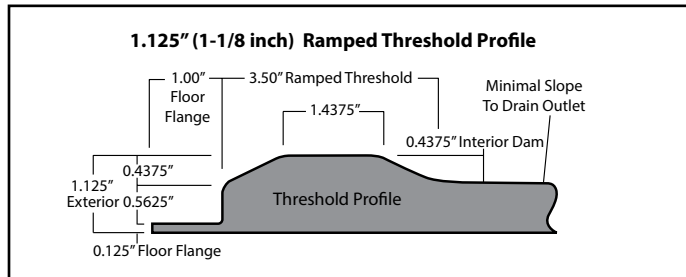 1.125” (1-1/8 inch) Ramped Threshold Profile
1.00”
Floor
Flange
3.50” Ramped Threshold
Minimal Slope
To Drain Outlet
1.4375”
0.4375” Interior Dam
0.4375”
1.125”
Exterior
0.5625”
Threshold Profile
0.125” Floor Flange